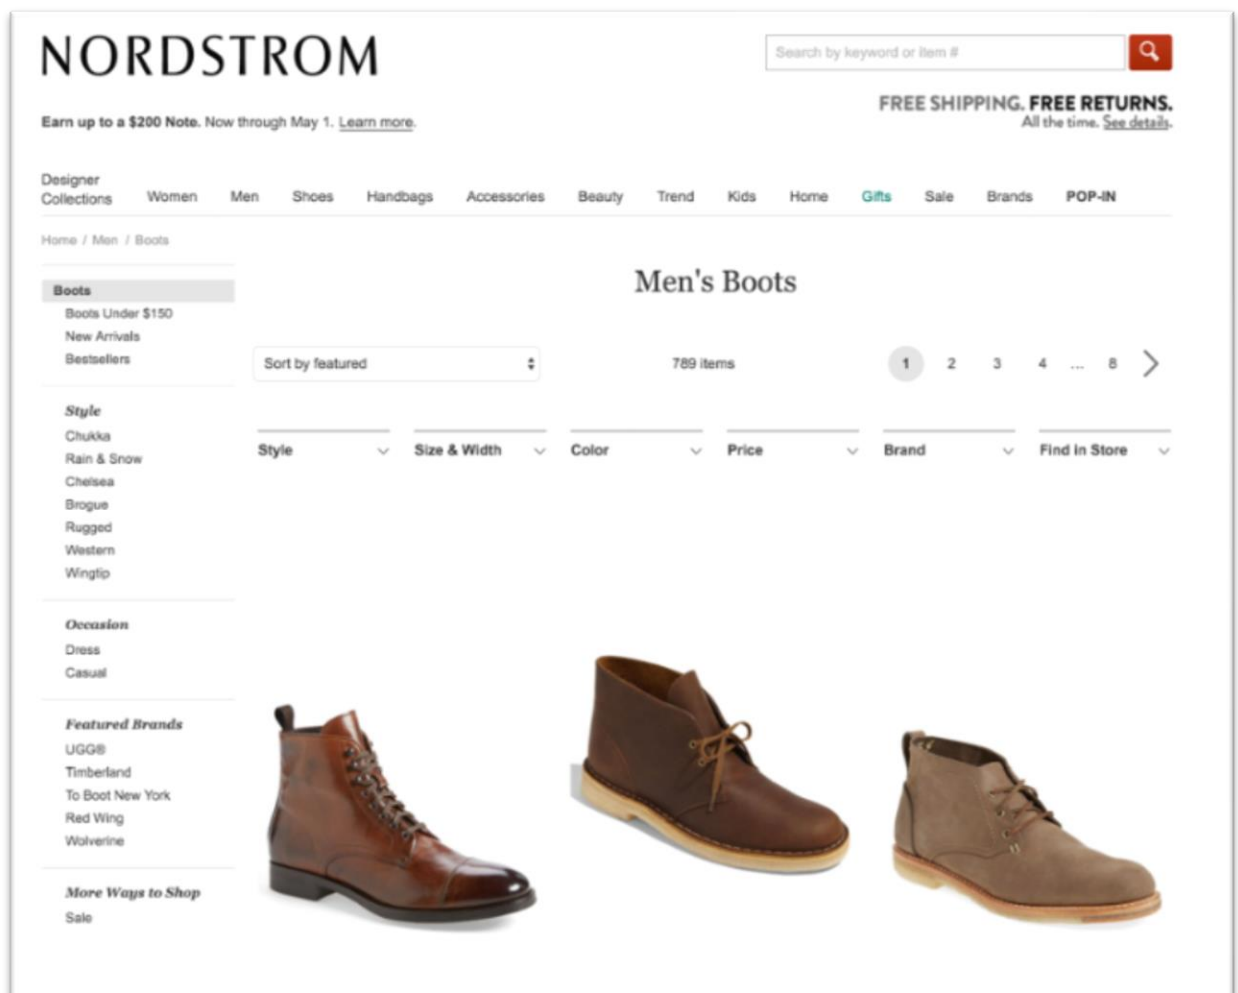 NORDSTROM
Search by keyword or item #
FREE SHIPPING. FREE RETURNS.
All the time. See details.
Earn up to a $200 Note. Now through May 1. Learn more.
Designer
Collections Women Men Shoes Handbags Accessories Beauty Trend Kids Home Gifts Sale Brands POP-IN
Home / Men / Boots
Men's Boots
Boots
Boots Under $150
New Arrivals
Bestsellers
Style
Chukka
Rain & Snow
Chelsea
Brogue
Rugged
Western
Wingtip
Occasion
Dress
Casual
Featured Brands
UGG®
Timberland
To Boot New York
Red Wing
Wolverine
More Ways to Shop
Sale
Sort by featured 789 items 1 2 3 4 ... 8
Style Size & Width Color Price Brand Find in Store